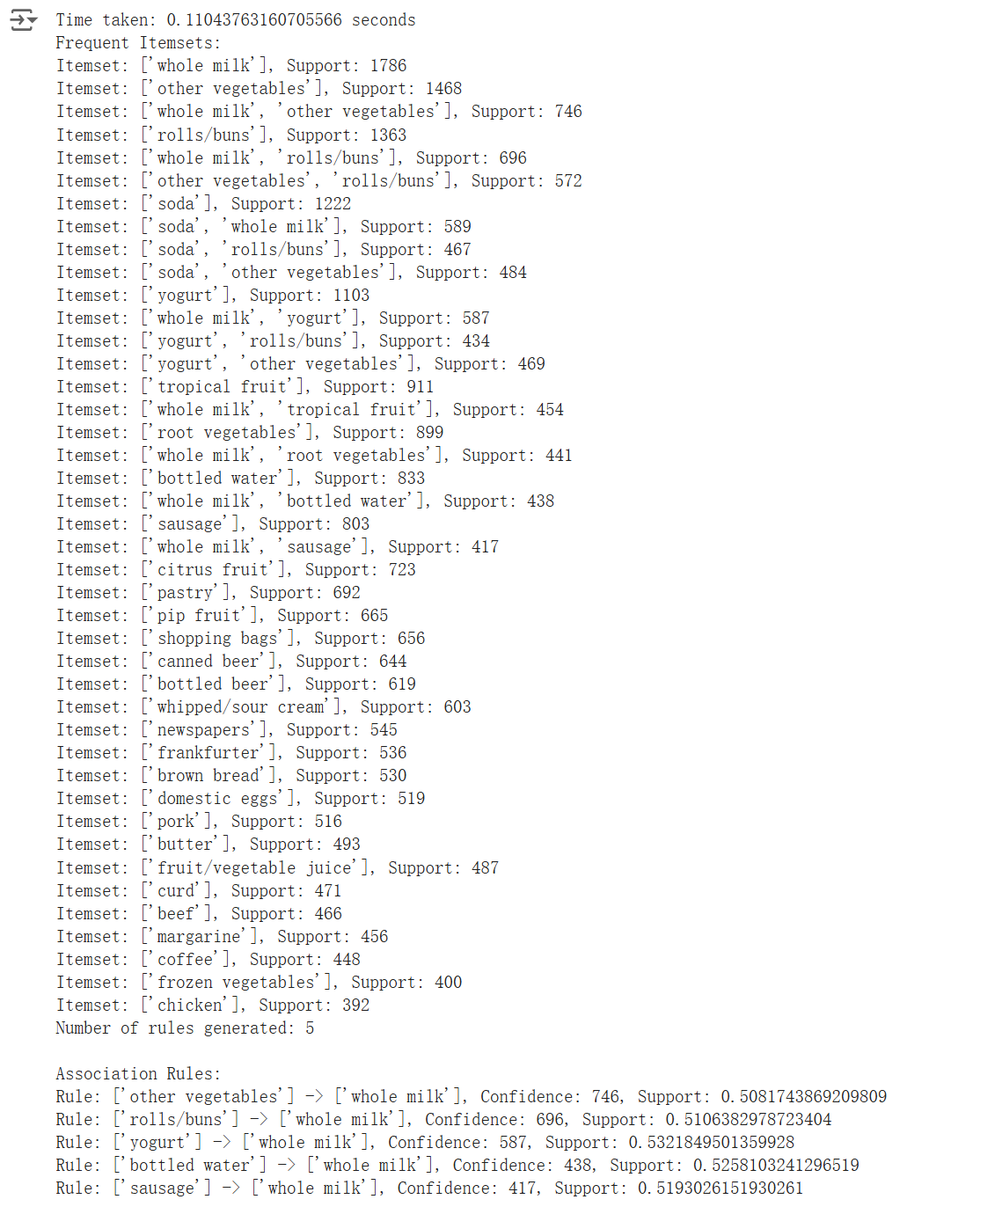 Time taken: 0.11043763160705566 seconds
Frequent Itemsets:
Itemset: ['whole milk'], Support: 1786
Itemset: ['other vegetables'], Support: 1468
Itemset: ['whole milk', 'other vegetables'], Support: 746
Itemset: ['rolls/buns'], Support: 1363
Itemset: ['whole milk', 'rolls/buns'], Support: 696
Itemset: ['other vegetables', 'rolls/buns'], Support: 572
Itemset: ['soda'], Support: 1222
Itemset: ['soda', 'whole milk'], Support: 589
Itemset: ['soda', 'rolls/buns'], Support: 467
Itemset: ['soda', 'other vegetables'], Support: 484
Itemset: ['yogurt'], Support: 1103
Itemset: ['whole milk', 'yogurt'], Support: 587
Itemset: ['yogurt', 'rolls/buns'], Support: 434
Itemset: ['yogurt', 'other vegetables'], Support: 469
Itemset: ['tropical fruit'], Support: 911
Itemset: ['whole milk', 'tropical fruit'], Support: 454
Itemset: ['root vegetables'], Support: 899
Itemset: ['whole milk', 'root vegetables'], Support: 441
Itemset: ['bottled water'], Support: 833
Itemset: ['whole milk', 'bottled water'], Support: 438
Itemset: ['sausage'], Support: 803
Itemset: ['whole milk', 'sausage'], Support: 417
Itemset: ['citrus fruit'], Support: 723
Itemset: ['pastry'], Support: 692
Itemset: ['pip fruit'], Support: 665
Itemset: ['shopping bags'], Support: 656
Itemset: ['canned beer'], Support: 644
Itemset: ['bottled beer'], Support: 619
Itemset: ['whipped/sour cream'], Support: 603
Itemset: ['newspapers'], Support: 545
Itemset: ['frankfurter'], Support: 536
Itemset: ['brown bread'], Support: 530
Itemset: ['domestic eggs'], Support: 519
Itemset: ['pork'], Support: 516
Itemset: ['butter'], Support: 493
Itemset: ['fruit/vegetable juice'], Support: 487
Itemset: ['curd'], Support: 471
Itemset: ['beef'], Support: 466
Itemset: ['margarine'], Support: 456
Itemset: ['coffee'], Support: 448
Itemset: ['frozen vegetables'], Support: 400
Itemset: ['chicken'], Support: 392
Number of rules generated: 5
Association Rules:
Rule: ['other vegetables'] -> ['whole milk'], Confidence: 746, Support: 0.5081743869209809
Rule: ['rolls/buns'] -> ['whole milk'], Confidence: 696, Support: 0.5106382978723404
Rule: ['yogurt'] -> ['whole milk'], Confidence: 587, Support: 0.5321849501359928
Rule: ['bottled water'] -> ['whole milk'], Confidence: 438, Support: 0.5258103241296519
Rule: ['sausage'] -> ['whole milk'], Confidence: 417, Support: 0.5193026151930261